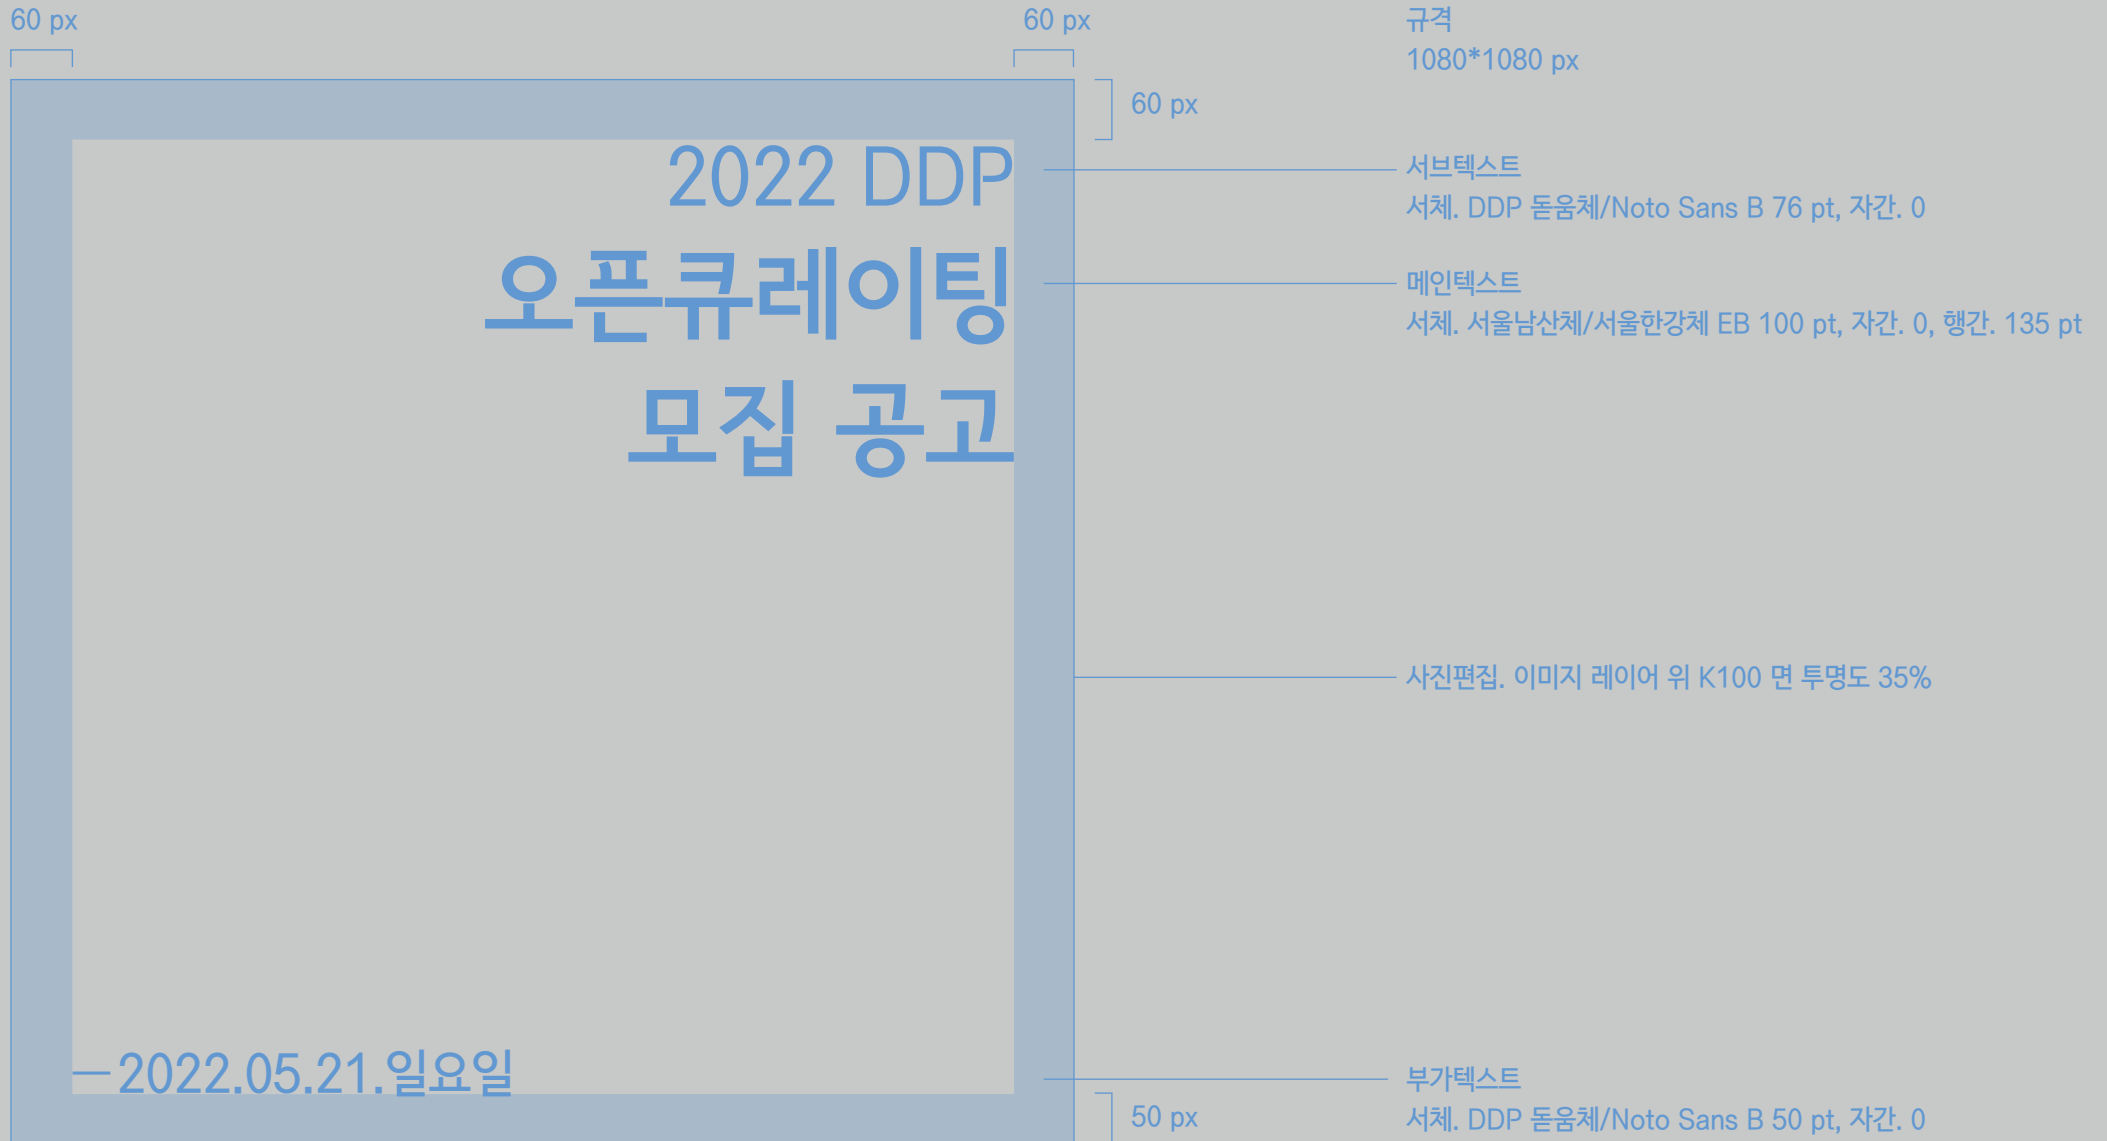 60 px
60 px
규격
1080*1080 px
60 px
2022 DDP
오픈큐레이팅
모집 공고
서브텍스트
서체. DDP 돋움체/Noto Sans B 76 pt, 자간. 0
메인텍스트
서체. 서울남산체/서울한강체 EB 100 pt, 자간. 0, 행간. 135 pt
사진편집. 이미지 레이어 위 K100 면 투명도 35%
—2022.05.21.일요일
부가텍스트
서체. DDP 돋움체/Noto Sans B 50 pt, 자간. 0
50 px